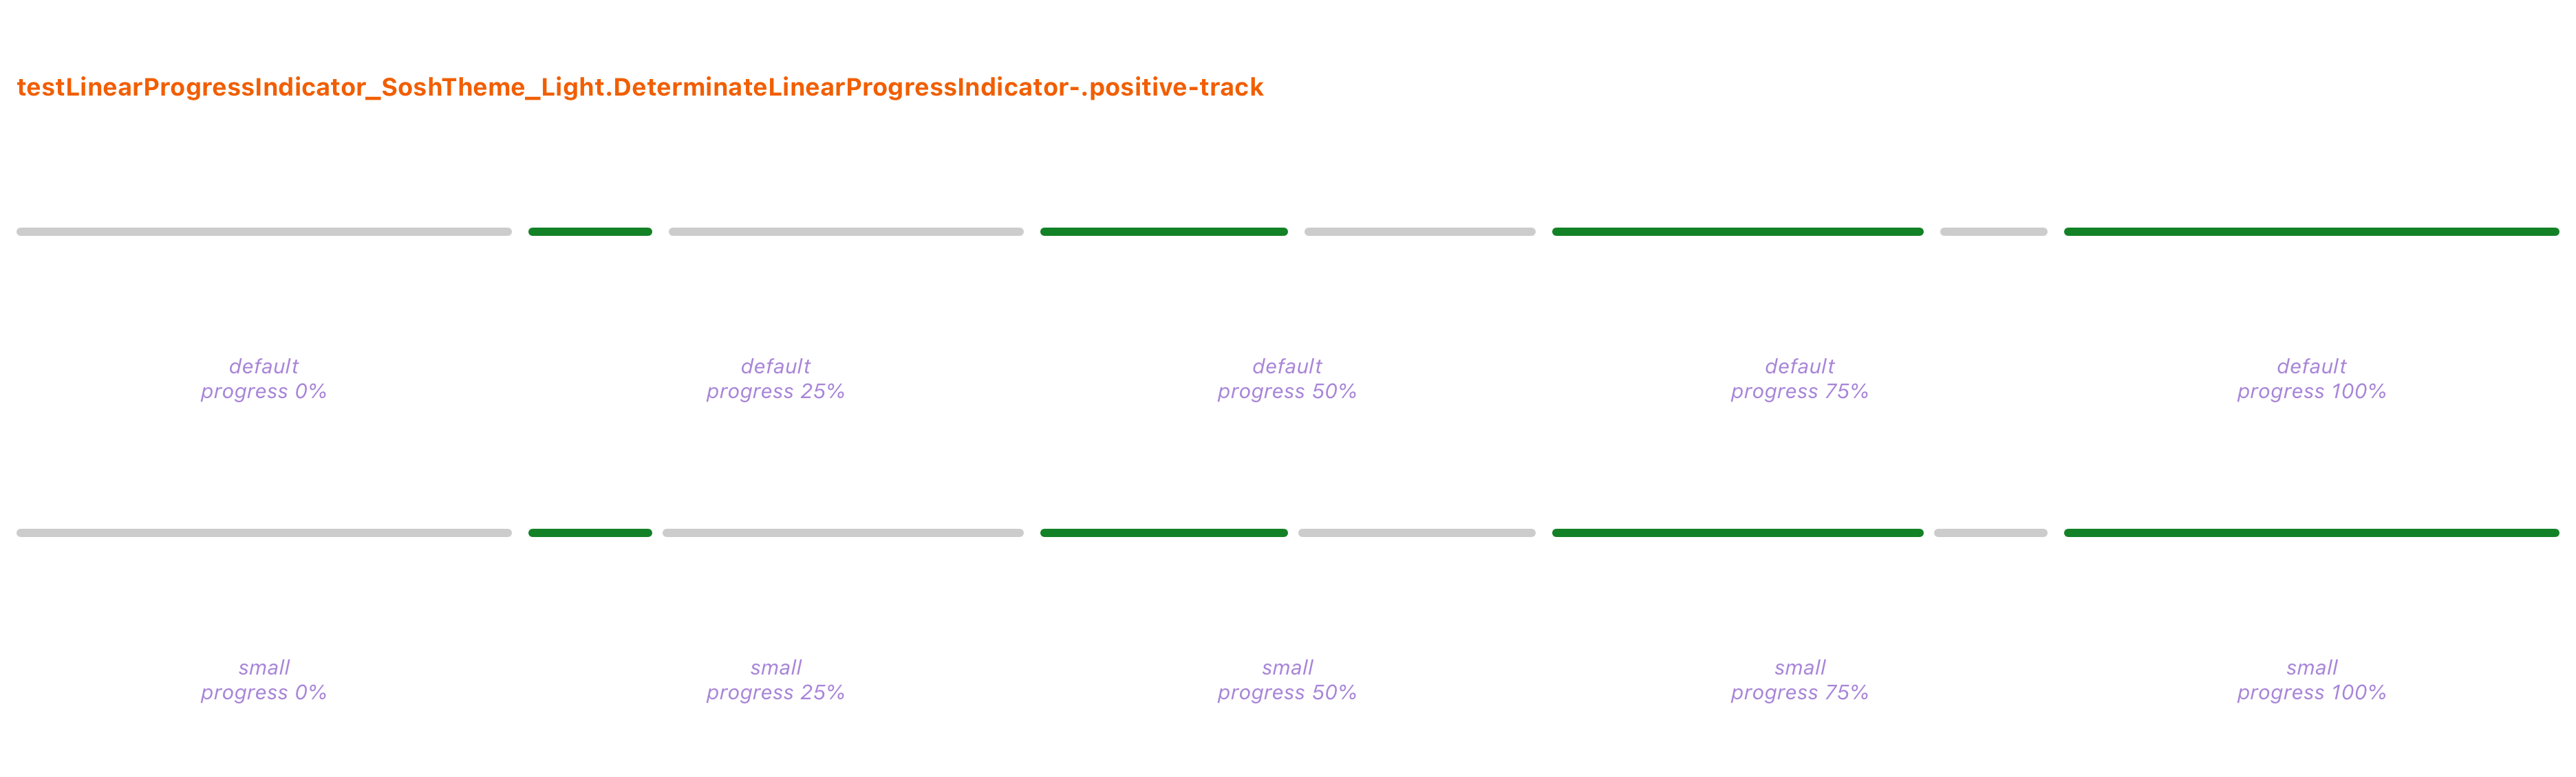 testLinearProgressIndicator_SoshTheme_Light.DeterminateLinearProgressIndicator-.positive-track
default
progress 0%
default
progress 25%
default
progress 50%
default
progress 75%
default
progress 100%
small
progress 0%
small
progress 25%
small
progress 50%
small
progress 75%
small
progress 100%